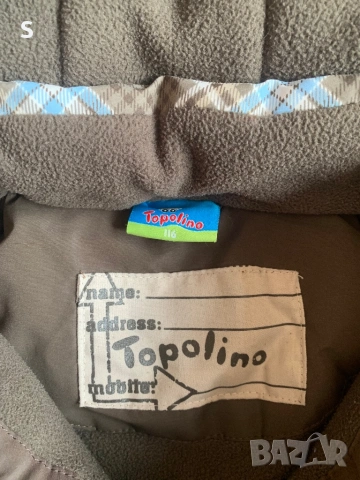 S
Topolino
116
name:
address:
Topolino
mobile:
BAZAR